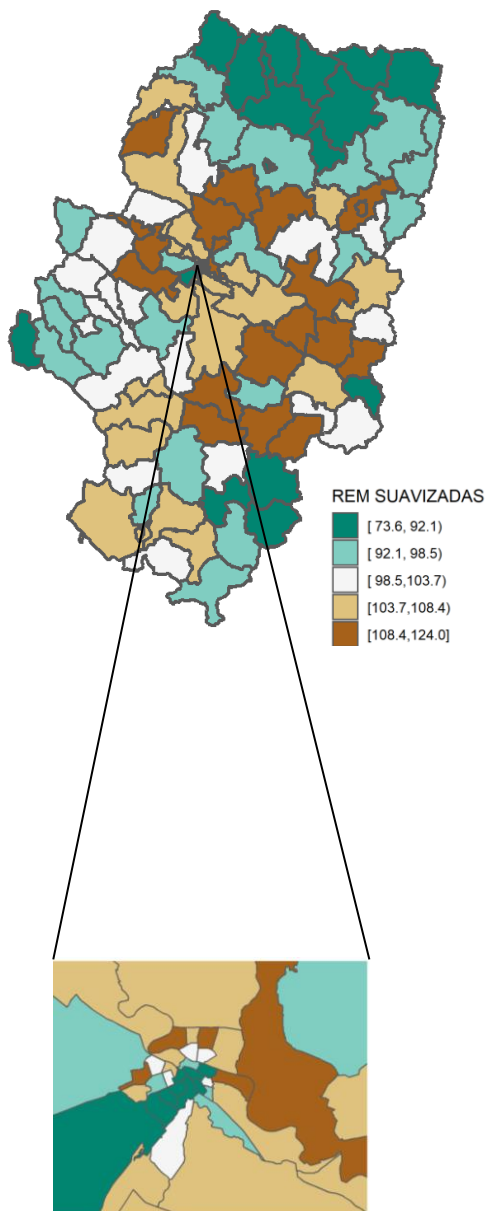 REM SUAVIZADAS
[ 73.6, 92.1)
[ 92.1, 98.5)
[ 98.5,103.7)
[103.7,108.4)
[108.4,124.0]